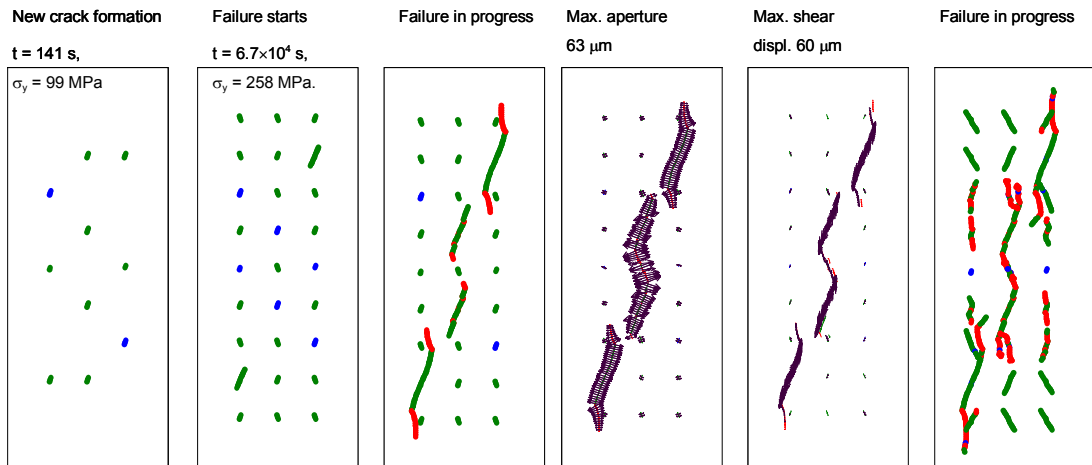 New crack formation
t = 141 s,
σy = 99 MPa
Failure starts
t = 6.7×10⁴ s,
σy = 258 MPa.
Failure in progress
Max. aperture
63 μm
Max. shear
displ. 60 μm
Failure in progress